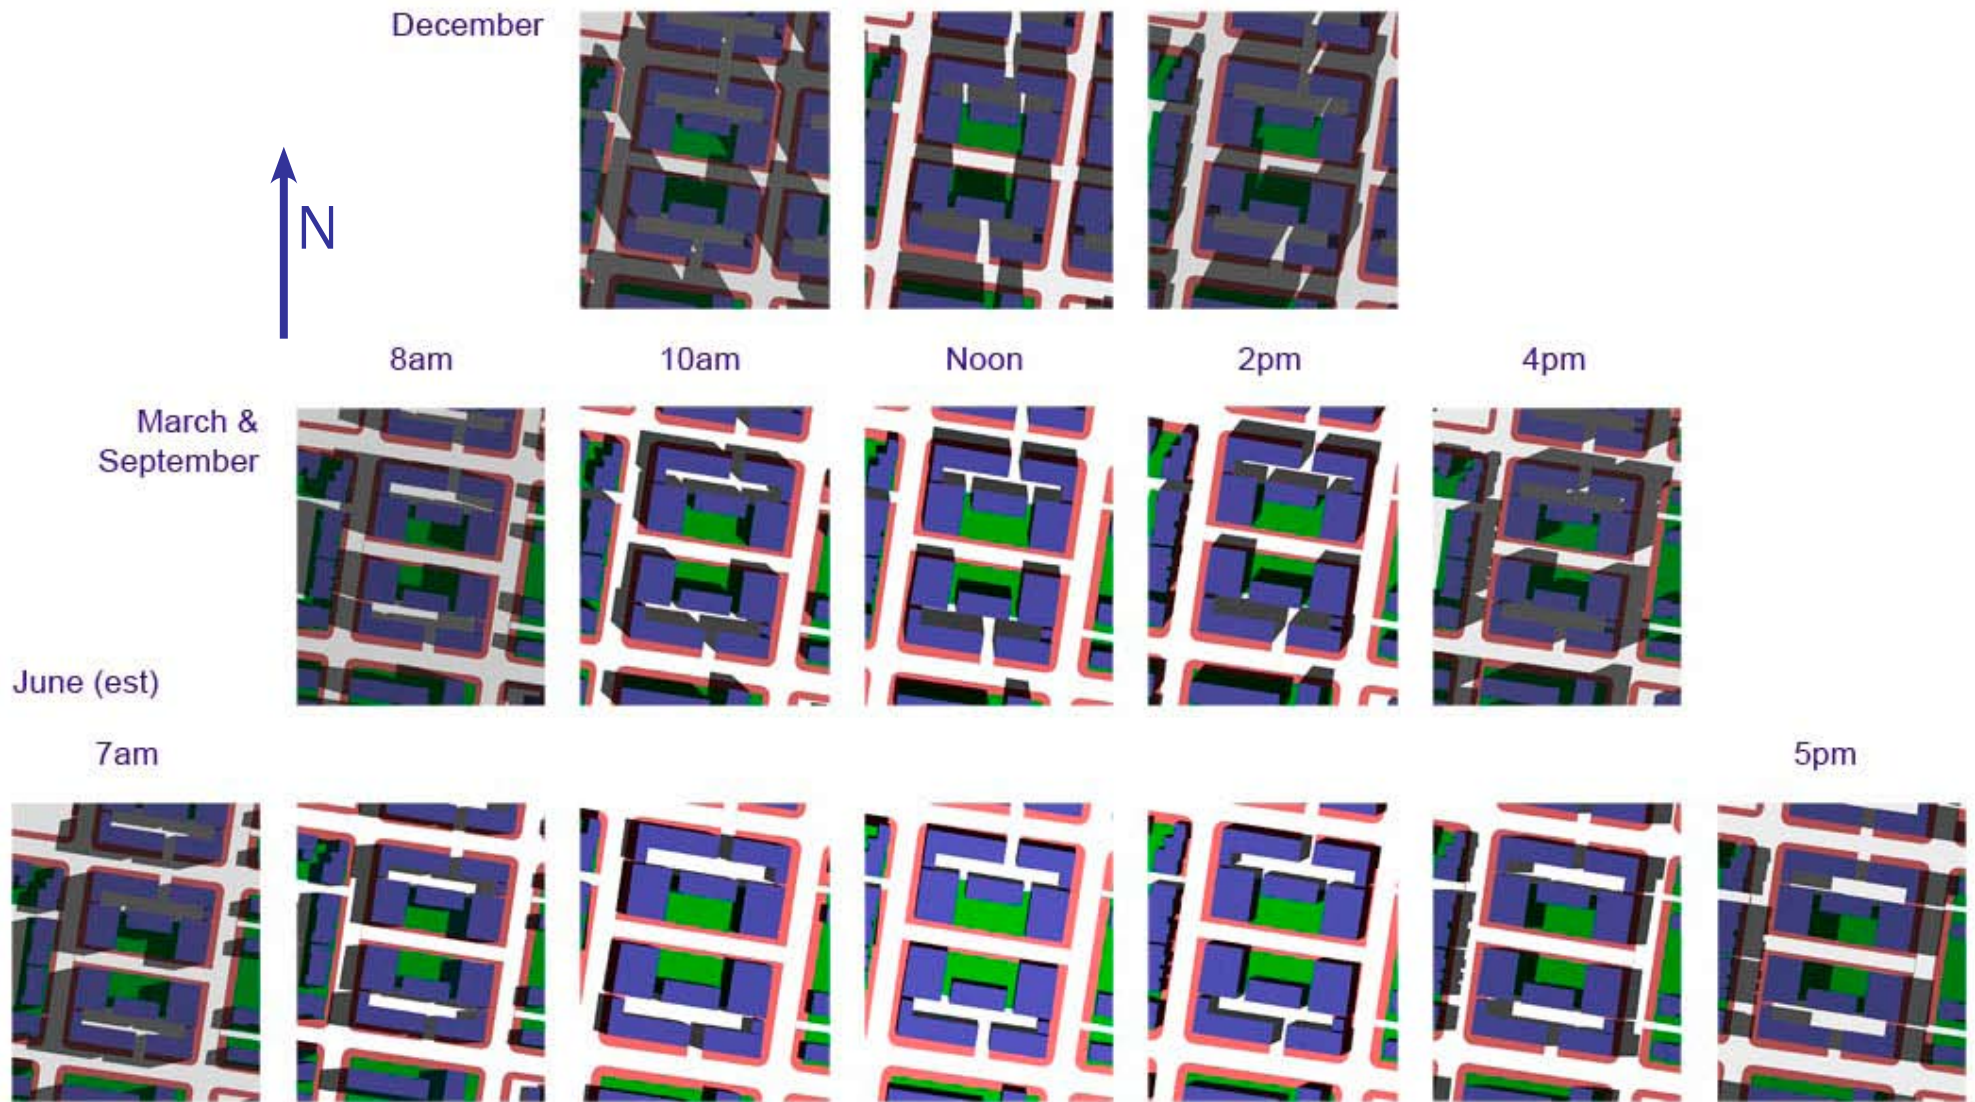 December
N
8am
10am
Noon
2pm
4pm
March &
September
June (est)
7am
5pm